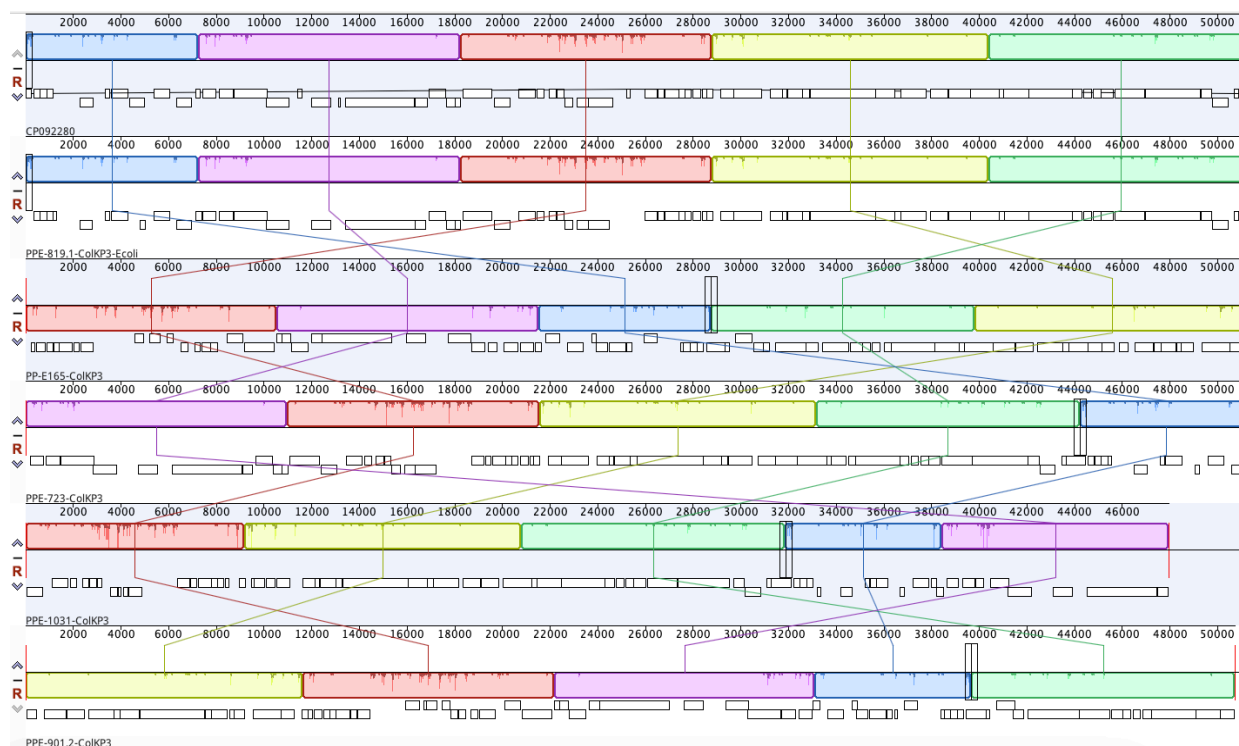 2000 4000 6000 8000 10000 12000 14000 16000 18000 20000 22000 24000 26000 28000 30000 32000 34000 36000 38000 40000 42000 44000 46000 48000 50000
R
CP092280
2000 4000 6000 8000 10000 12000 14000 16000 18000 20000 22000 24000 26000 28000 30000 32000 34000 36000 38000 40000 42000 44000 46000 48000 50000
R
PPE-819.1-ColKP3-Ecoli
2000 4000 6000 8000 10000 12000 14000 16000 18000 20000 22000 24000 26000 28000 30000 32000 34000 36000 38000 40000 42000 44000 46000 48000 50000
R
PP-E165-ColKP3
2000 4000 6000 8000 10000 12000 14000 16000 18000 20000 22000 24000 26000 28000 30000 32000 34000 36000 38000 40000 42000 44000 46000 48000 50000
R
PPE-723-ColKP3
2000 4000 6000 8000 10000 12000 14000 16000 18000 20000 22000 24000 26000 28000 30000 32000 34000 36000 38000 40000 42000 44000 46000
R
PPE-1031-ColKP3
2000 4000 6000 8000 10000 12000 14000 16000 18000 20000 22000 24000 26000 28000 30000 32000 34000 36000 38000 40000 42000 44000 46000 48000 50000
R
PPE-901.2-ColKP3